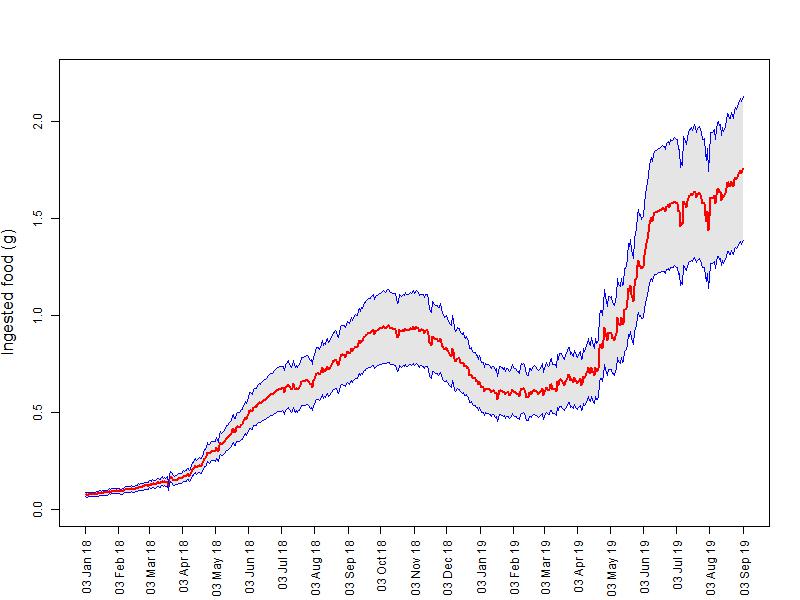 Ingested food (g)
2.0
1.5
1.0
0.5
0.0
03 Jan 18
03 Feb 18
03 Mar 18
03 Apr 18
03 May 18
03 Jun 18
03 Jul 18
03 Aug 18
03 Sep 18
03 Oct 18
03 Nov 18
03 Dec 18
03 Jan 19
03 Feb 19
03 Mar 19
03 Apr 19
03 May 19
03 Jun 19
03 Jul 19
03 Aug 19
03 Sep 19